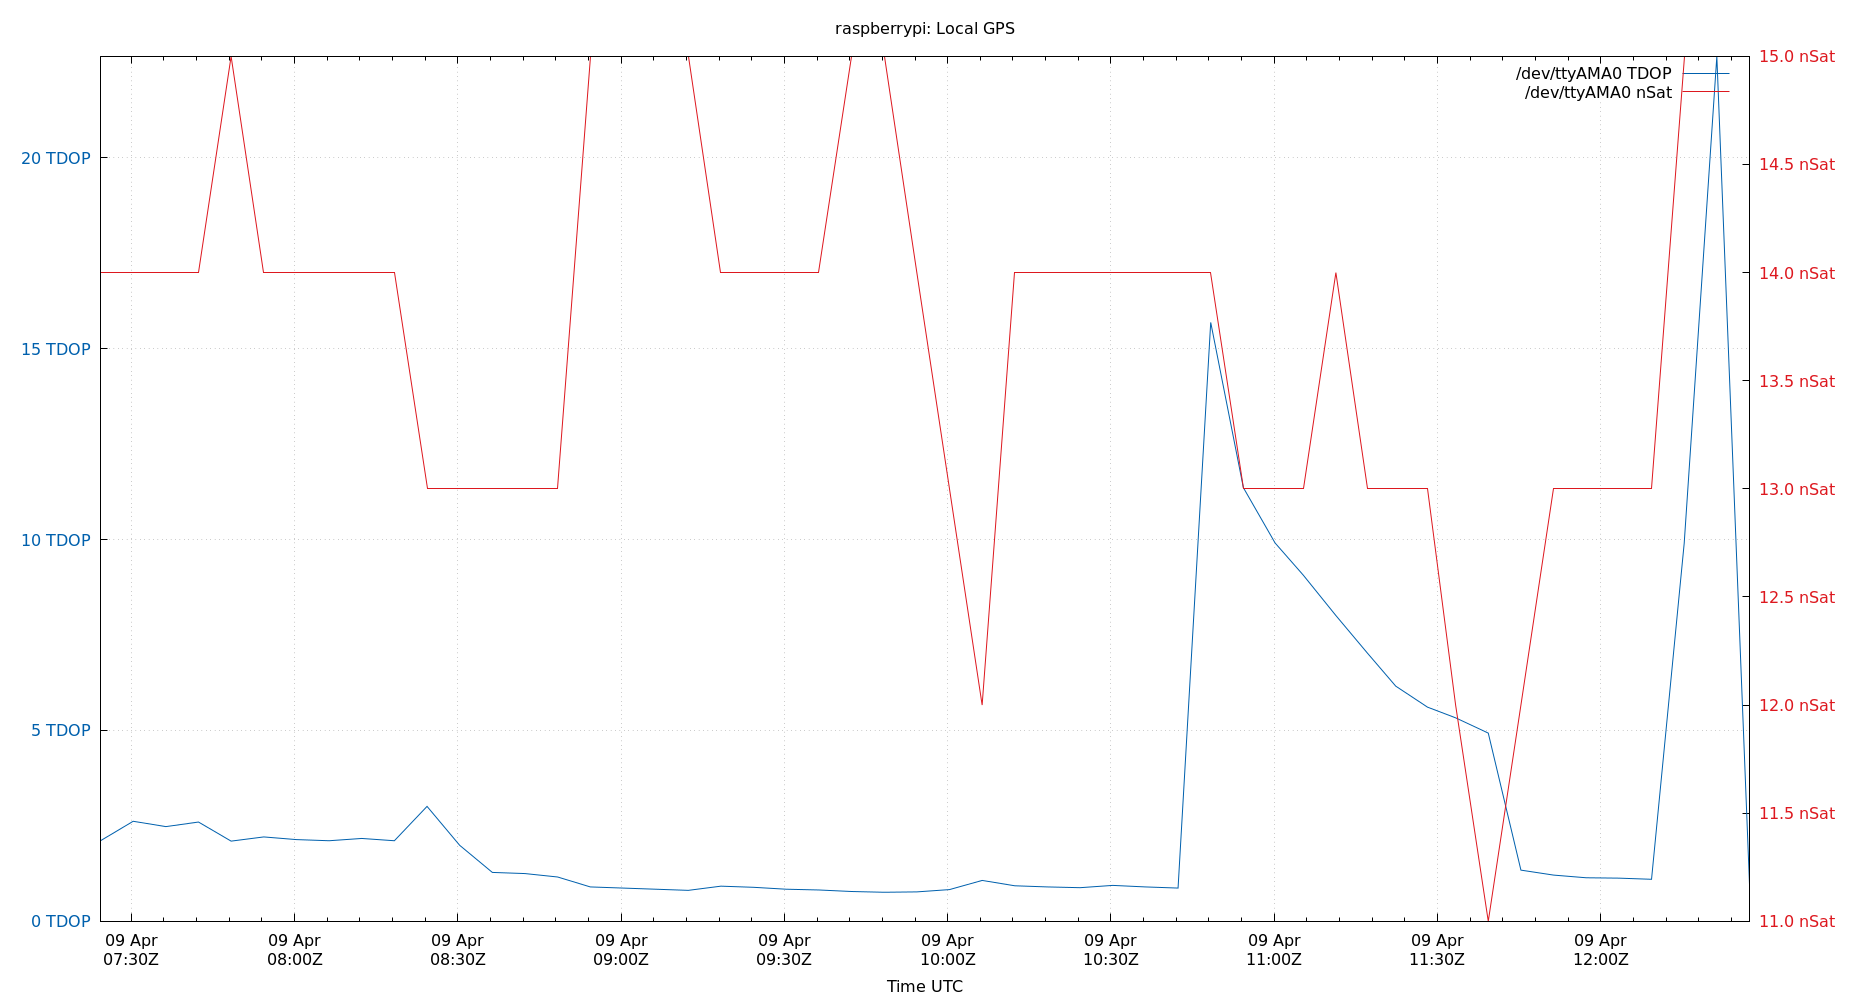 raspberrypi: Local GPS
/dev/ttyAMA0 TDOP
/dev/ttyAMA0 nSat
20 TDOP
15 TDOP
10 TDOP
5 TDOP
0 TDOP
15.0 nSat
14.5 nSat
14.0 nSat
13.5 nSat
13.0 nSat
12.5 nSat
12.0 nSat
11.5 nSat
11.0 nSat
09 Apr 09 Apr 09 Apr 09 Apr 09 Apr 09 Apr 09 Apr 09 Apr 09 Apr 09 Apr
07:30Z 08:00Z 08:30Z 09:00Z 09:30Z 10:00Z 10:30Z 11:00Z 11:30Z 12:00Z
Time UTC